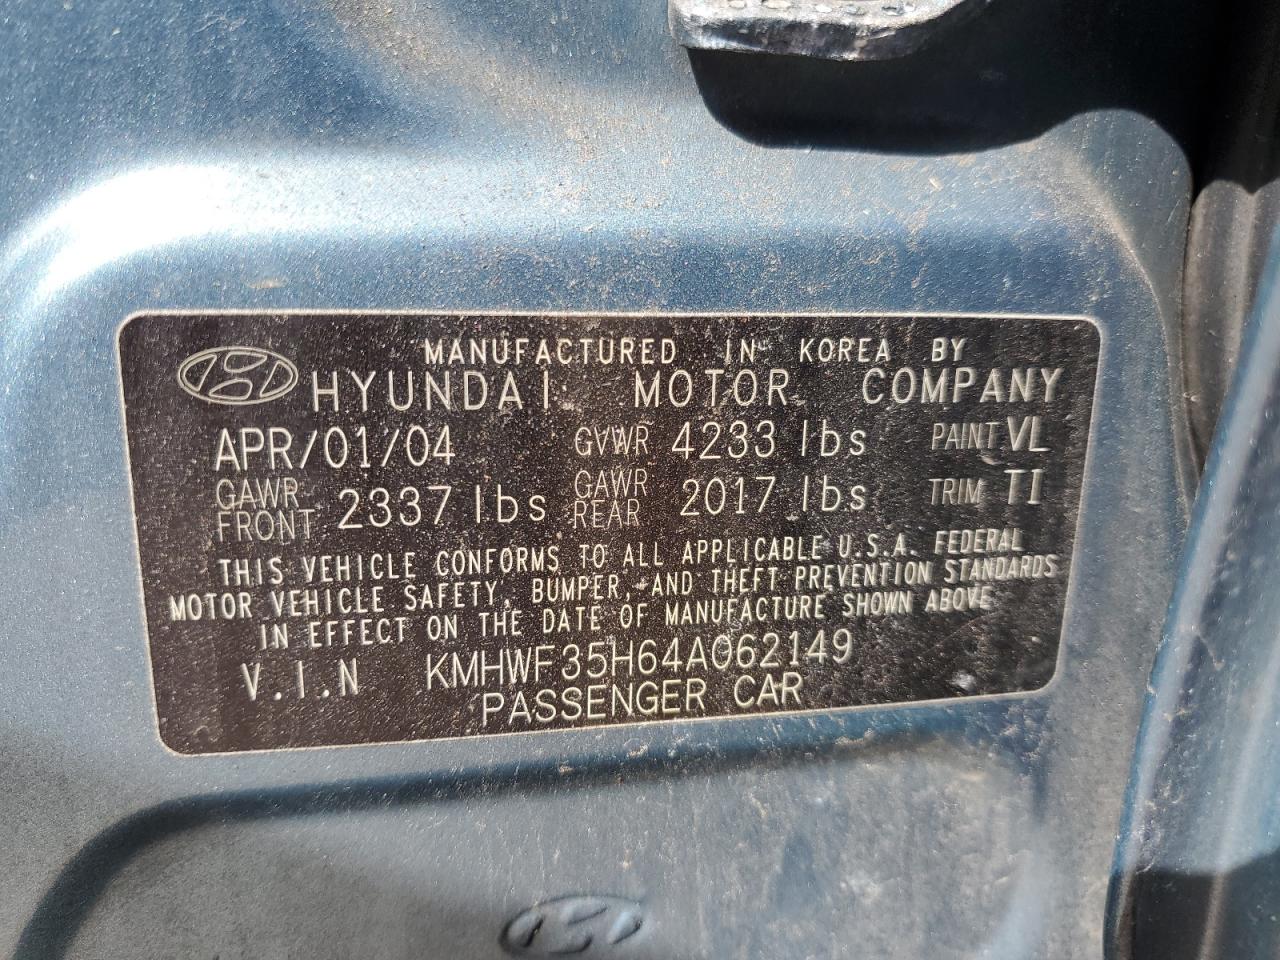 MANUFACTURED IN KOREA BY
HYUNDAI MOTOR COMPANY
APR/01/04 GVWR 4233 lbs PAINT VL
GAWR FRONT 2337 lbs GAWR REAR 2017 lbs TRIM TI
THIS VEHICLE CONFORMS TO ALL APPLICABLE U.S.A. FEDERAL
MOTOR VEHICLE SAFETY, BUMPER, AND THEFT PREVENTION STANDARDS
IN EFFECT ON THE DATE OF MANUFACTURE SHOWN ABOVE
V.I.N KMHWF35H64A062149
PASSENGER CAR